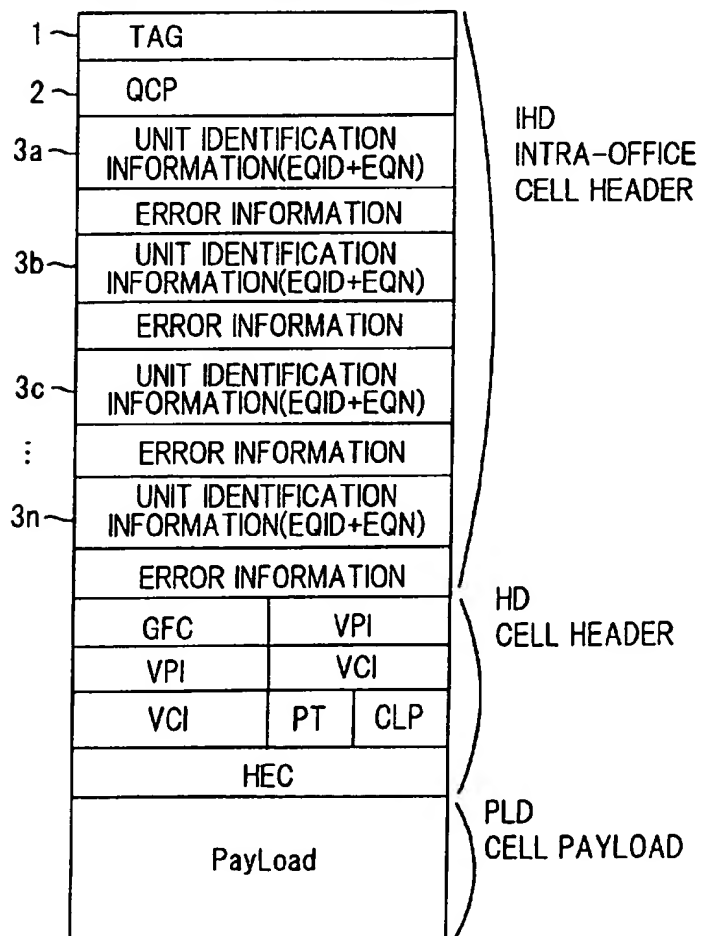 1 TAG
2 QCP
IHD
INTRA-OFFICE
CELL HEADER
3a UNIT IDENTIFICATION
INFORMATION(EQID+EQN)
ERROR INFORMATION
3b UNIT IDENTIFICATION
INFORMATION(EQID+EQN)
ERROR INFORMATION
3c UNIT IDENTIFICATION
INFORMATION(EQID+EQN)
⋮ ERROR INFORMATION
3n UNIT IDENTIFICATION
INFORMATION(EQID+EQN)
ERROR INFORMATION
HD
CELL HEADER
GFC VPI
VPI VCI
VCI PT CLP
HEC
PLD
CELL PAYLOAD
PayLoad